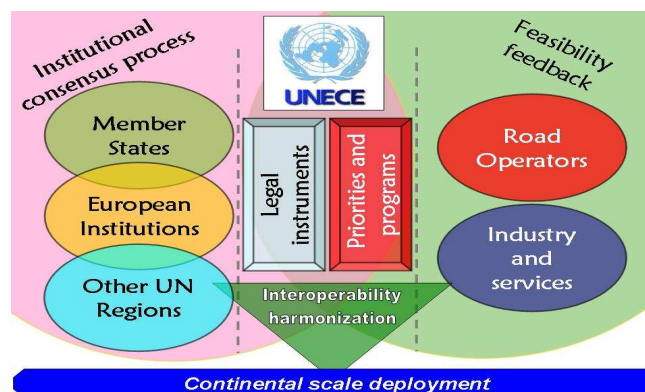 Institutional
consensus process
UNECE
Feasibility
feedback
Member
States
European
Institutions
Other UN
Regions
Legal
instruments
Priorities and
programs
Road
Operators
Industry
and
services
Interoperability
harmonization
Continental scale deployment